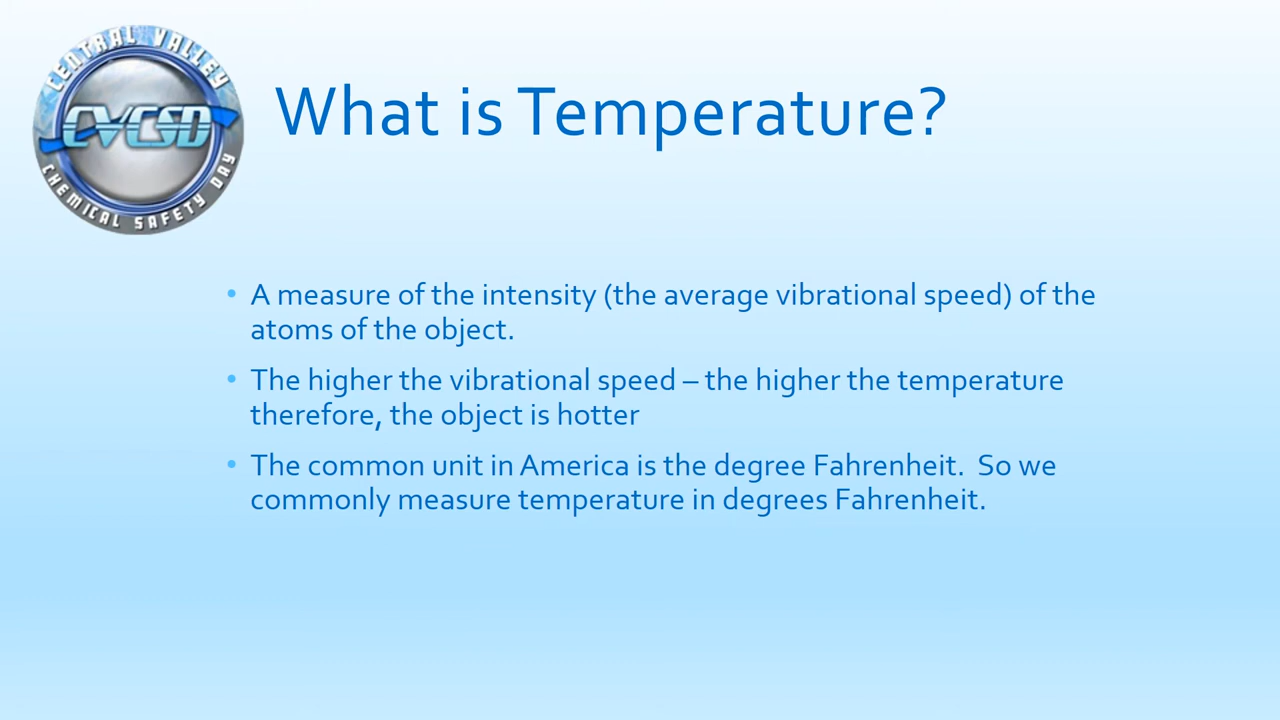 CENTRAL VALLEY
CVCSD
CHEMICAL SAFETY DAY
What is Temperature?
• A measure of the intensity (the average vibrational speed) of the
atoms of the object.
• The higher the vibrational speed – the higher the temperature
therefore, the object is hotter
• The common unit in America is the degree Fahrenheit.  So we
commonly measure temperature in degrees Fahrenheit.